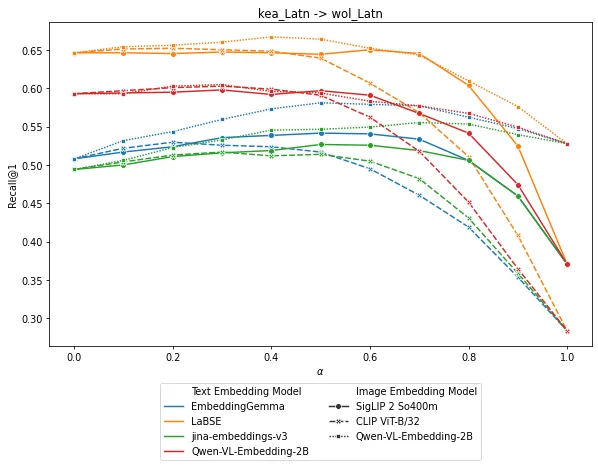 kea_Latn -> wol_Latn
Recall@1
0.65
0.60
0.55
0.50
0.45
0.40
0.35
0.30
0.0 0.2 0.4 0.6 0.8 1.0
α
Text Embedding Model
EmbeddingGemma
LaBSE
jina-embeddings-v3
Qwen-VL-Embedding-2B
Image Embedding Model
SigLIP 2 So400m
CLIP ViT-B/32
Qwen-VL-Embedding-2B